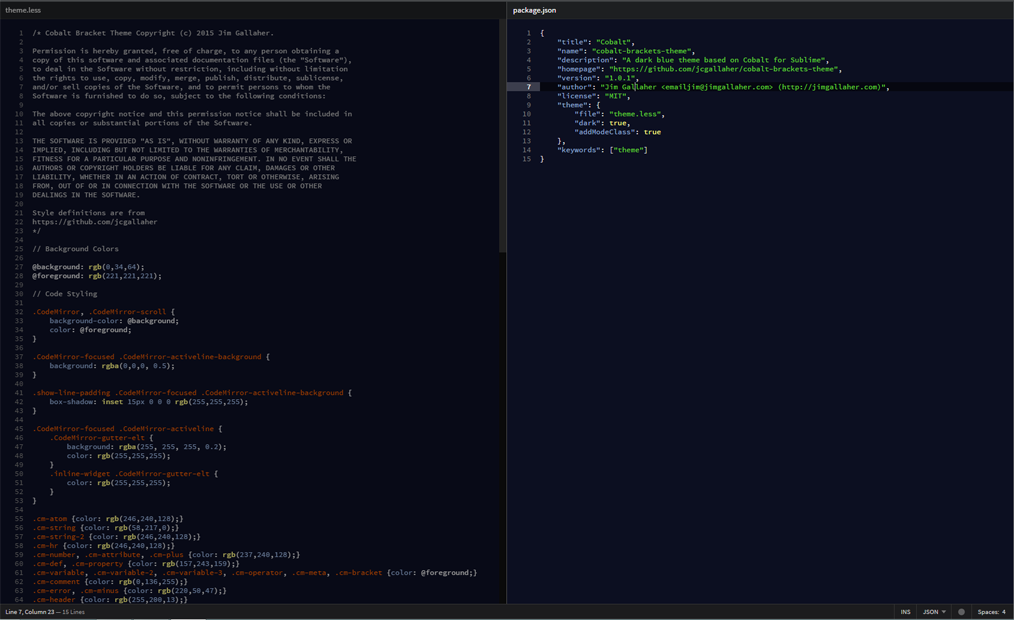 theme.less
1 /* Cobalt Bracket Theme Copyright (c) 2015 Jim Gallaher.
2
3 Permission is hereby granted, free of charge, to any person obtaining a
4 copy of this software and associated documentation files (the "Software"),
5 to deal in the Software without restriction, including without limitation
6 the rights to use, copy, modify, merge, publish, distribute, sublicense,
7 and/or sell copies of the Software, and to permit persons to whom the
8 Software is furnished to do so, subject to the following conditions:
9
10 The above copyright notice and this permission notice shall be included in
11 all copies or substantial portions of the Software.
12
13 THE SOFTWARE IS PROVIDED "AS IS", WITHOUT WARRANTY OF ANY KIND, EXPRESS OR
14 IMPLIED, INCLUDING BUT NOT LIMITED TO THE WARRANTIES OF MERCHANTABILITY,
15 FITNESS FOR A PARTICULAR PURPOSE AND NONINFRINGEMENT. IN NO EVENT SHALL THE
16 AUTHORS OR COPYRIGHT HOLDERS BE LIABLE FOR ANY CLAIM, DAMAGES OR OTHER
17 LIABILITY, WHETHER IN AN ACTION OF CONTRACT, TORT OR OTHERWISE, ARISING
18 FROM, OUT OF OR IN CONNECTION WITH THE SOFTWARE OR THE USE OR OTHER
19 DEALINGS IN THE SOFTWARE.
20
21 Style definitions are from
22 https://github.com/jcgallaher
23 */
24
25 // Background Colors
26
27 @background: rgb(0,34,64);
28 @foreground: rgb(221,221,221);
29
30 // Code Styling
31
32 .CodeMirror, .CodeMirror-scroll {
33 background-color: @background;
34 color: @foreground;
35 }
36
37 .CodeMirror-focused .CodeMirror-activeline-background {
38 background: rgba(0,0,0, 0.5);
39 }
40
41 .show-line-padding .CodeMirror-focused .CodeMirror-activeline-background {
42 box-shadow: inset 15px 0 0 0 rgb(255,255,255);
43 }
44
45 .CodeMirror-focused .CodeMirror-activeline {
46 .CodeMirror-gutter-elt {
47 background: rgba(255, 255, 255, 0.2);
48 color: rgb(255,255,255);
49 }
50 .inline-widget .CodeMirror-gutter-elt {
51 color: rgb(255,255,255);
52 }
53 }
54
55 .cm-atom {color: rgb(246,240,128);}
56 .cm-string {color: rgb(58,217,0);}
57 .cm-string-2 {color: rgb(246,240,128);}
58 .cm-hr {color: rgb(246,240,128);}
59 .cm-number, .cm-attribute, .cm-plus {color: rgb(237,240,128);}
60 .cm-def, .cm-property {color: rgb(157,243,159);}
61 .cm-variable, .cm-variable-2, .cm-variable-3, .cm-operator, .cm-meta, .cm-bracket {color: @foreground;}
62 .cm-comment {color: rgb(0,136,255);}
63 .cm-error, .cm-minus {color: rgb(220,50,47);}
64 .cm-header {color: rgb(255,200,13);}
package.json
1 {
2 "title": "Cobalt",
3 "name": "cobalt-brackets-theme",
4 "description": "A dark blue theme based on Cobalt for Sublime",
5 "homepage": "https://github.com/jcgallaher/cobalt-brackets-theme",
6 "version": "1.0.1",
7 "author": "Jim Gallaher <emailjim@jimgallaher.com> (http://jimgallaher.com)",
8 "license": "MIT",
9 "theme": {
10 "file": "theme.less",
11 "dark": true,
12 "addModeClass": true
13 },
14 "keywords": ["theme"]
15 }
Line 7, Column 23 — 15 Lines
INS JSON Spaces: 4